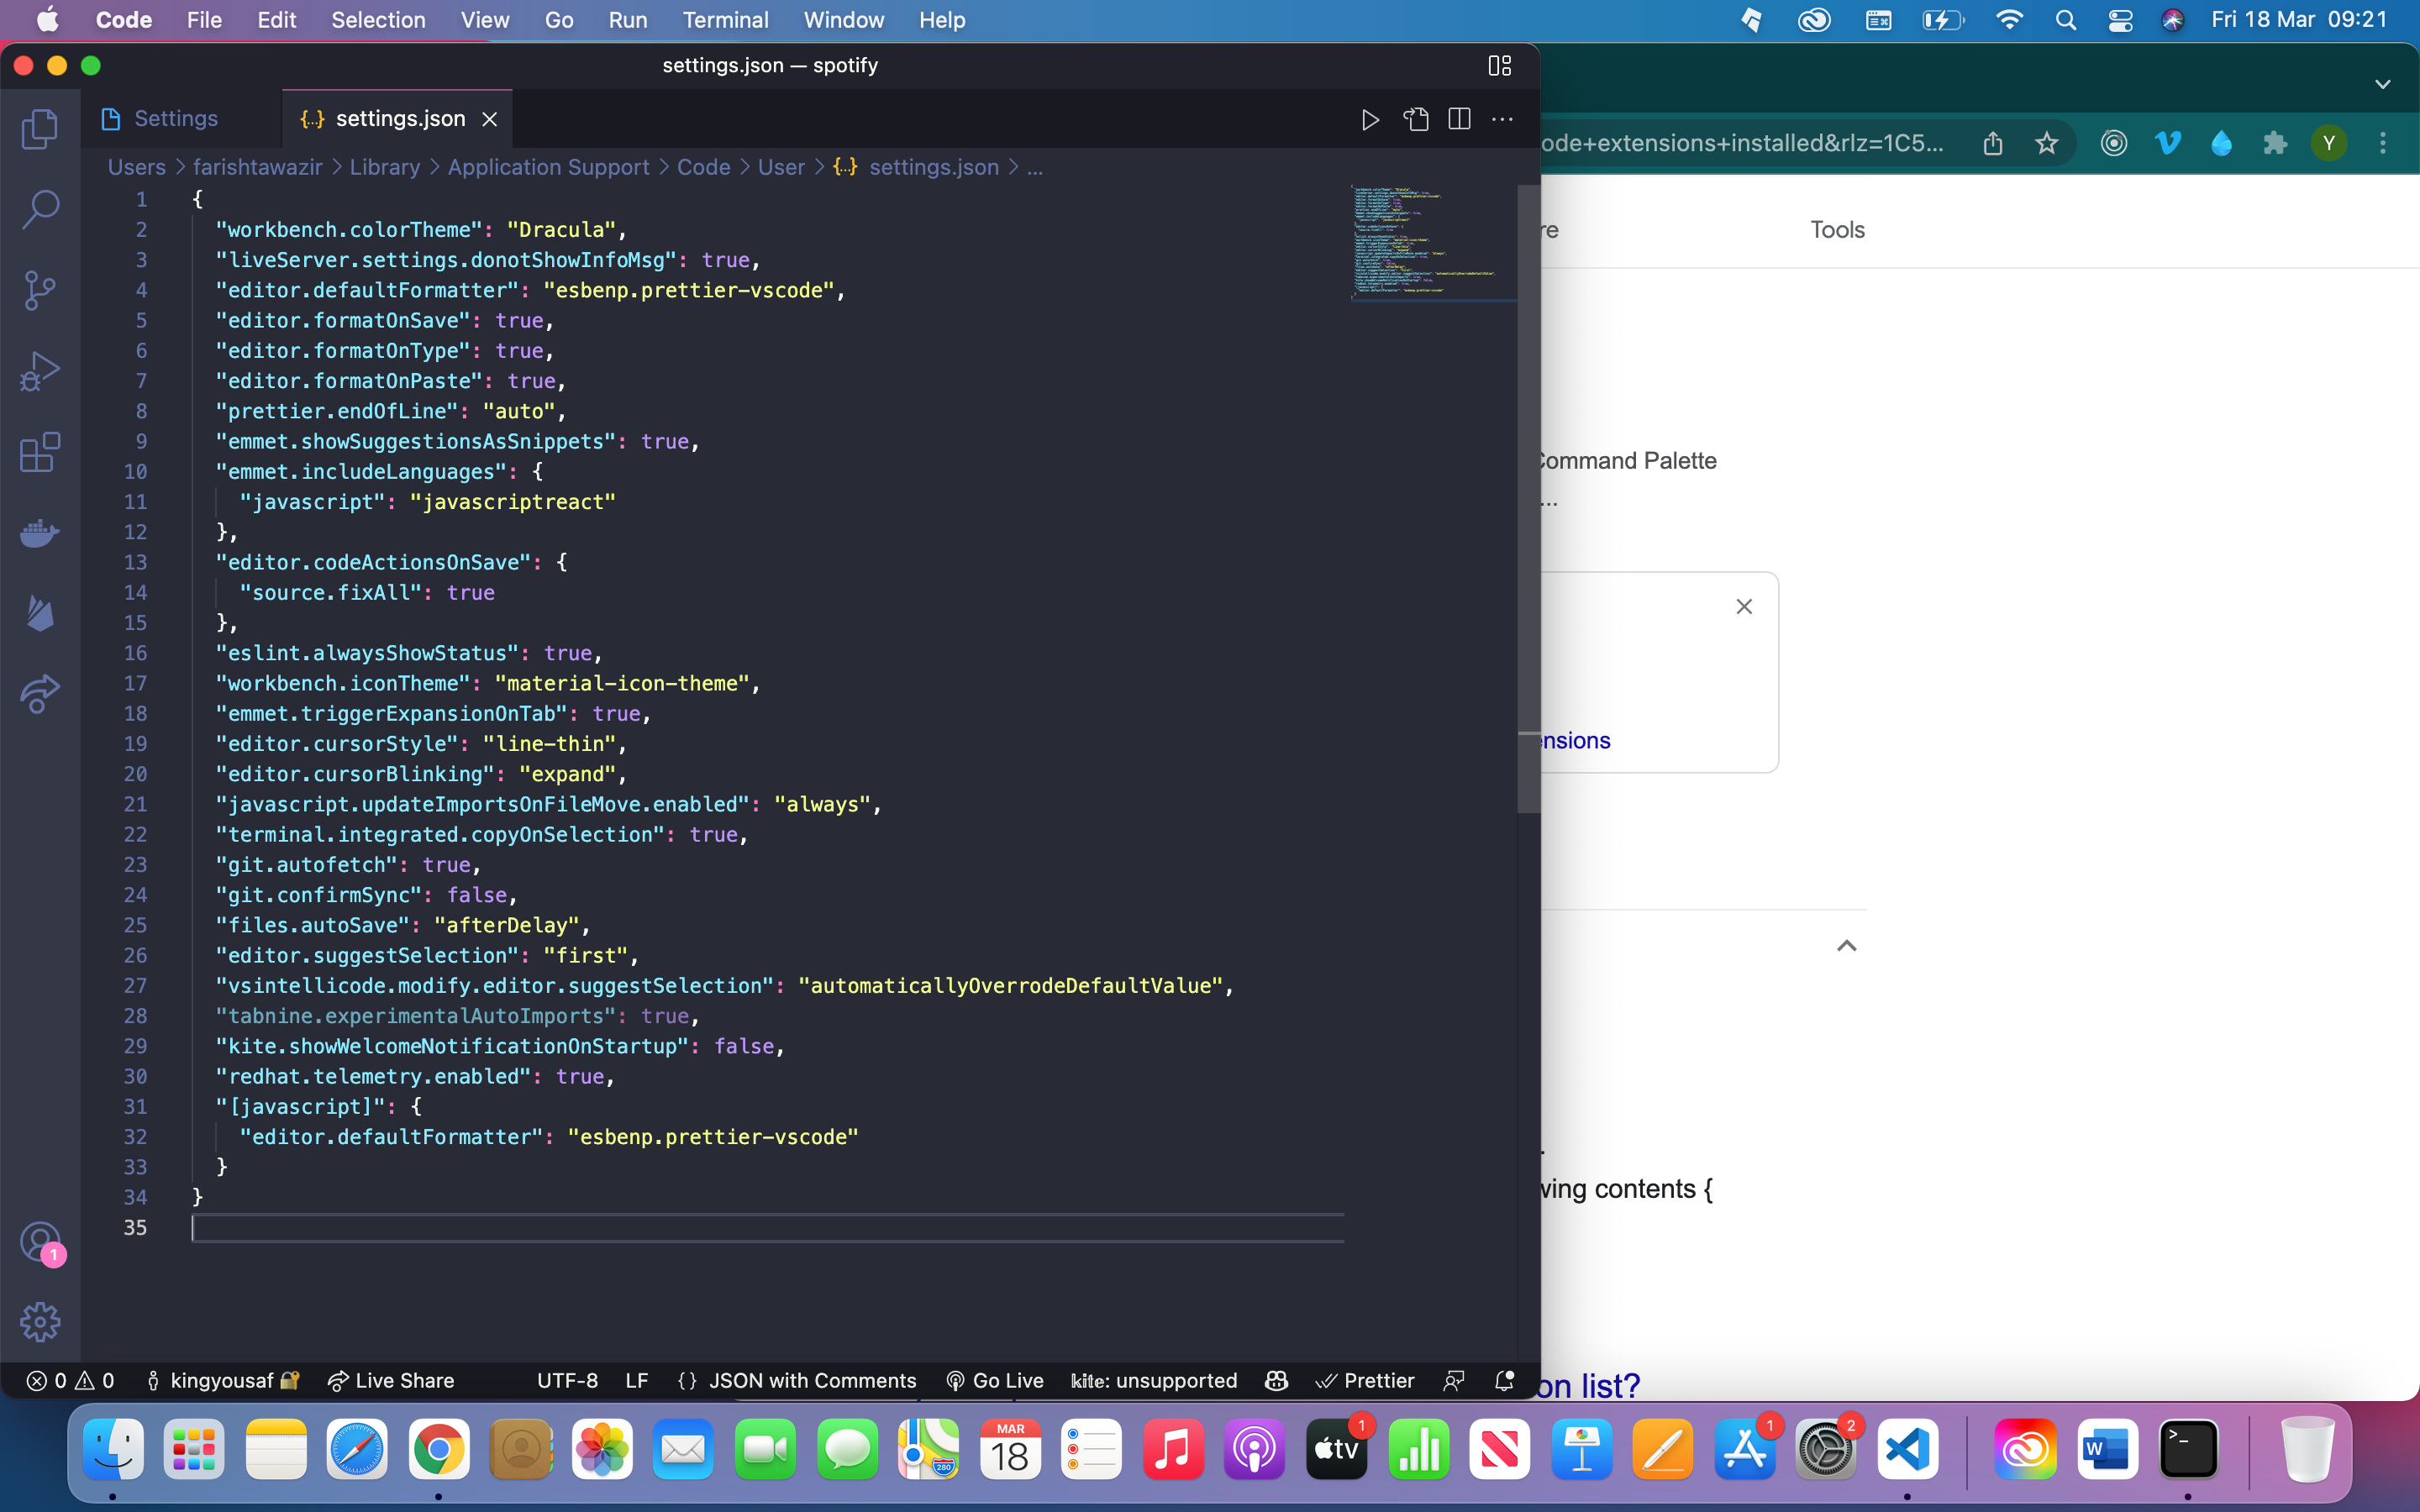 Code File Edit Selection View Go Run Terminal Window Help Fri 18 Mar 09:21
settings.json — spotify
Settings {..} settings.json
ode+extensions+installed&rlz=1C5... Y
Users > farishtawazir > Library > Application Support > Code > User > {..} settings.json > ...
1 {
2 "workbench.colorTheme": "Dracula",
3 "liveServer.settings.donotShowInfoMsg": true,
4 "editor.defaultFormatter": "esbenp.prettier-vscode",
5 "editor.formatOnSave": true,
6 "editor.formatOnType": true,
7 "editor.formatOnPaste": true,
8 "prettier.endOfLine": "auto",
9 "emmet.showSuggestionsAsSnippets": true,
10 "emmet.includeLanguages": {
11 "javascript": "javascriptreact"
12 },
13 "editor.codeActionsOnSave": {
14 "source.fixAll": true
15 },
16 "eslint.alwaysShowStatus": true,
17 "workbench.iconTheme": "material-icon-theme",
18 "emmet.triggerExpansionOnTab": true,
19 "editor.cursorStyle": "line-thin",
20 "editor.cursorBlinking": "expand",
21 "javascript.updateImportsOnFileMove.enabled": "always",
22 "terminal.integrated.copyOnSelection": true,
23 "git.autofetch": true,
24 "git.confirmSync": false,
25 "files.autoSave": "afterDelay",
26 "editor.suggestSelection": "first",
27 "vsintellicode.modify.editor.suggestSelection": "automaticallyOverrodeDefaultValue",
28 "tabnine.experimentalAutoImports": true,
29 "kite.showWelcomeNotificationOnStartup": false,
30 "redhat.telemetry.enabled": true,
31 "[javascript]": {
32 "editor.defaultFormatter": "esbenp.prettier-vscode"
33 }
34 }
35
re Tools
Command Palette
...
ensions
.
wing contents {
on list?
1
0 0 kingyousaf Live Share UTF-8 LF {} JSON with Comments Go Live kite: unsupported Prettier
MAR
18
280
tv
1
1
2
W
>_